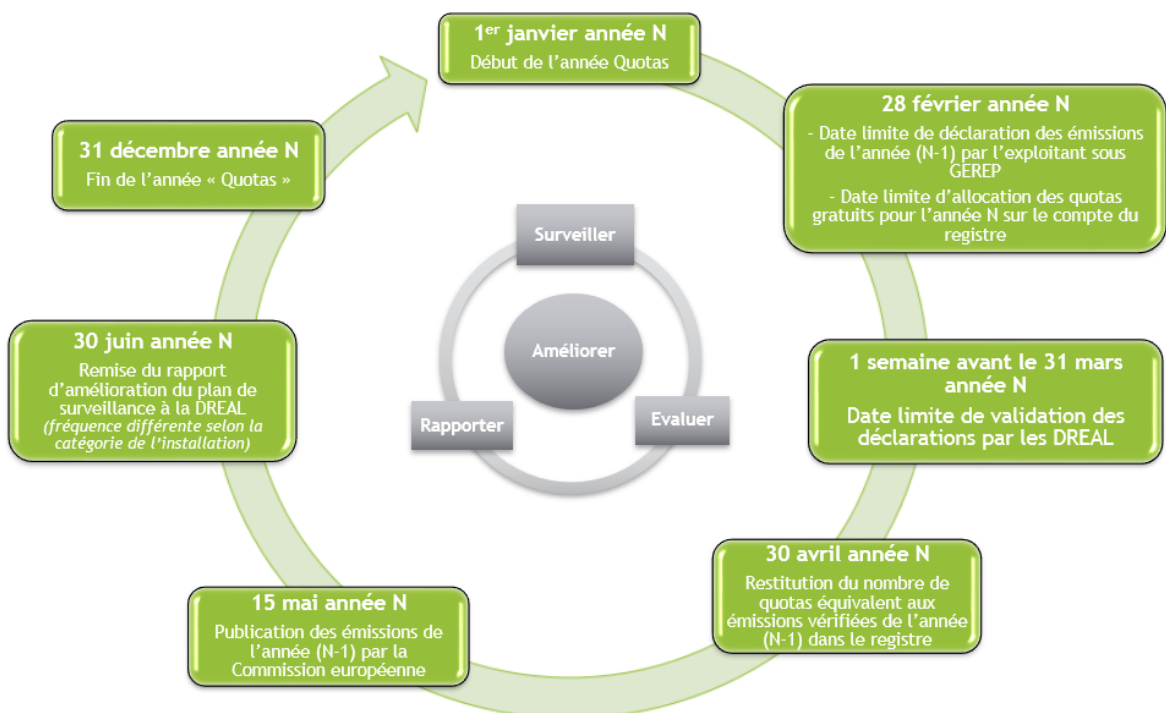 1er janvier année N
Début de l'année Quotas
28 février année N
- Date limite de déclaration des émissions
de l'année (N-1) par l'exploitant sous
GEREP
- Date limite d'allocation des quotas
gratuits pour l'année N sur le compte du
registre
1 semaine avant le 31 mars
année N
Date limite de validation des
déclarations par les DREAL
30 avril année N
Restitution du nombre de
quotas équivalent aux
émissions vérifiées de l'année
(N-1) dans le registre
15 mai année N
Publication des émissions de
l'année (N-1) par la
Commission européenne
30 juin année N
Remise du rapport
d'amélioration du plan de
surveillance à la DREAL
(fréquence différente selon la
catégorie de l'installation)
31 décembre année N
Fin de l'année « Quotas »
Surveiller
Améliorer
Evaluer
Rapporter